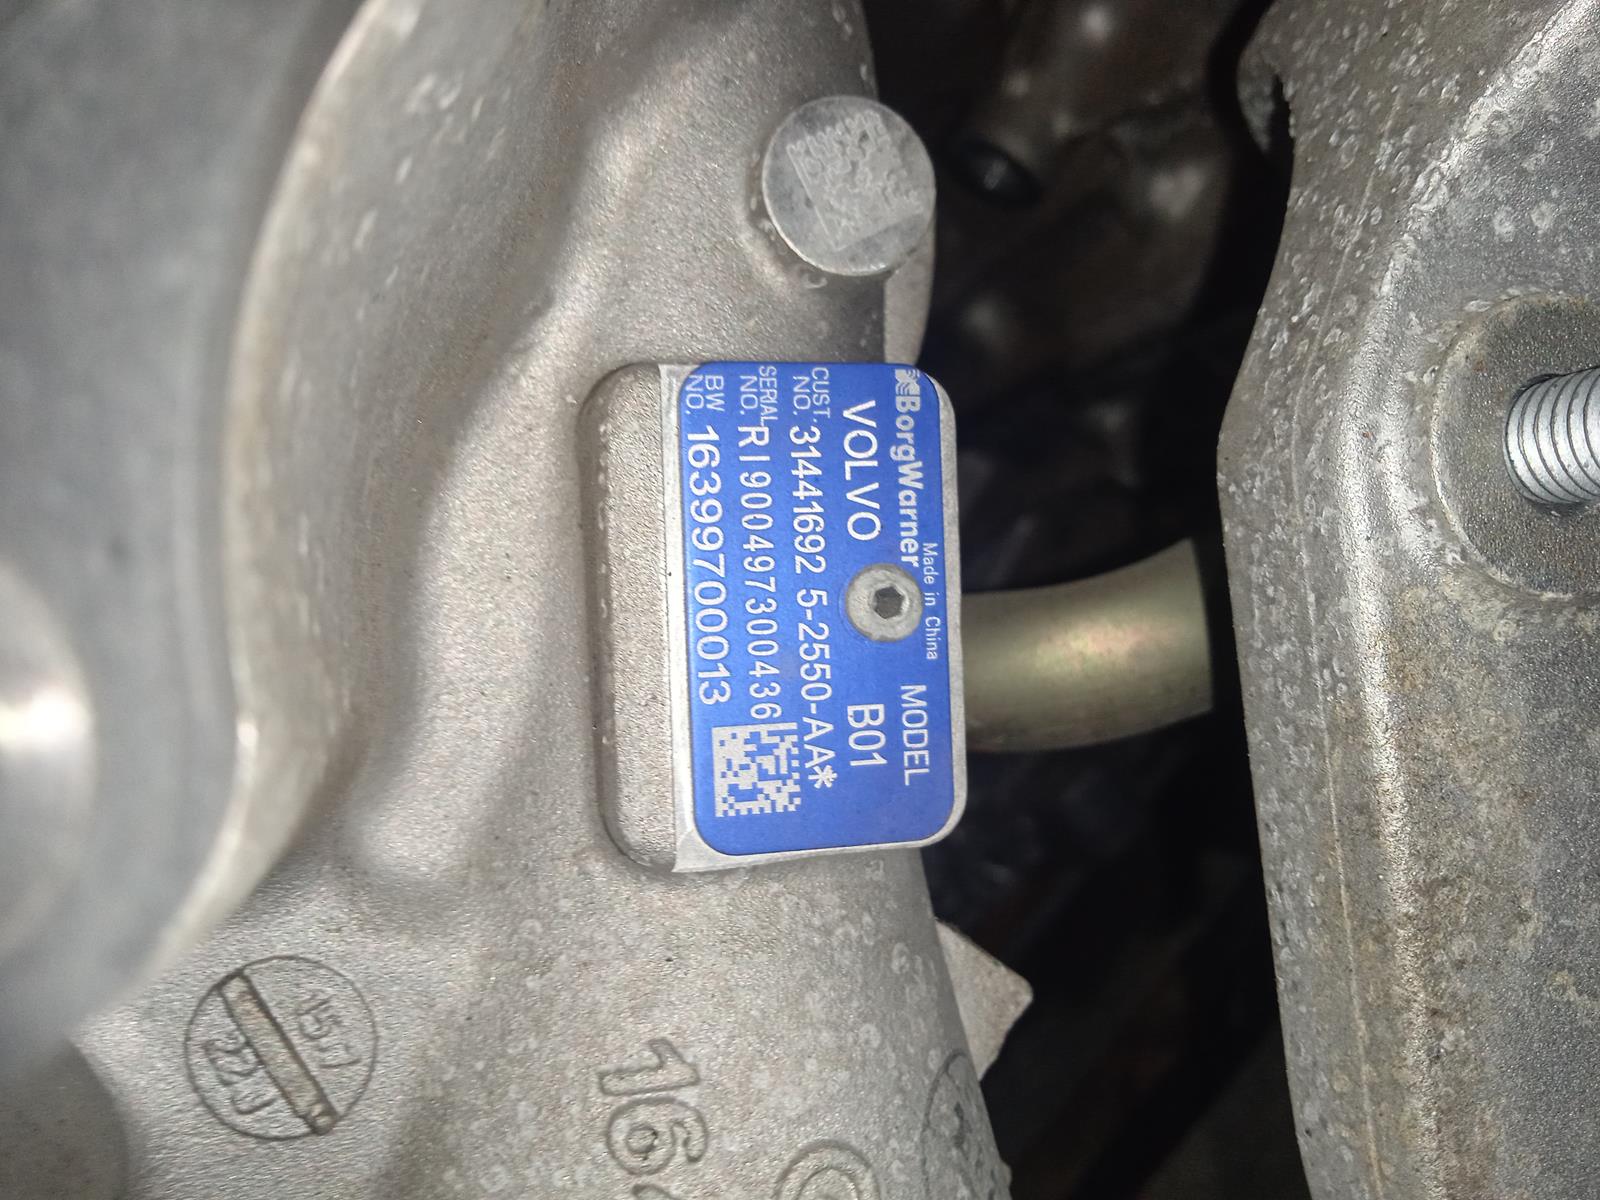 BorgWarner
Made in China
MODEL
VOLVO
B01
CUST. NO. 31441692 5-2550-AA*
SERIAL NO. RI900497300436
BW NO. 16399700013
16